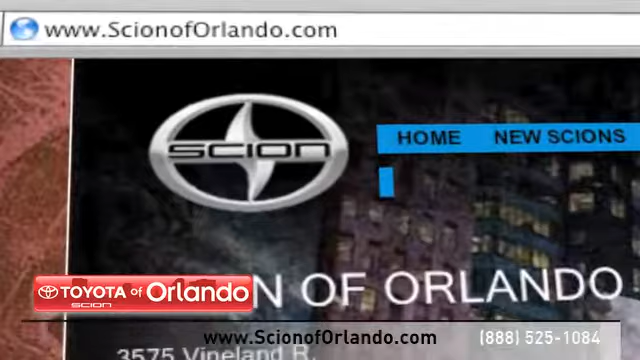 www.ScionofOrlando.com
SCION
HOME NEW SCIONS
N OF ORLANDO
TOYOTA of Orlando
SCION
www.ScionofOrlando.com (888) 525-1084
3575 Vineland R